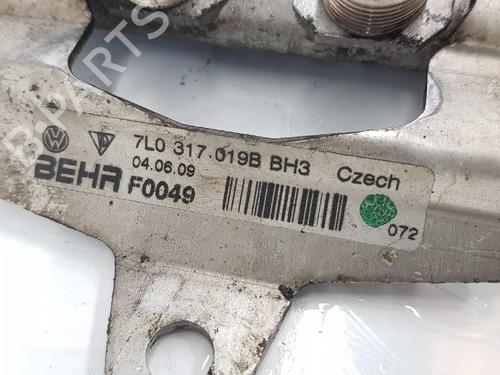 B-PARTS
7L0 317.019B BH3 Czech
04.06.09
BEHR F0049
072